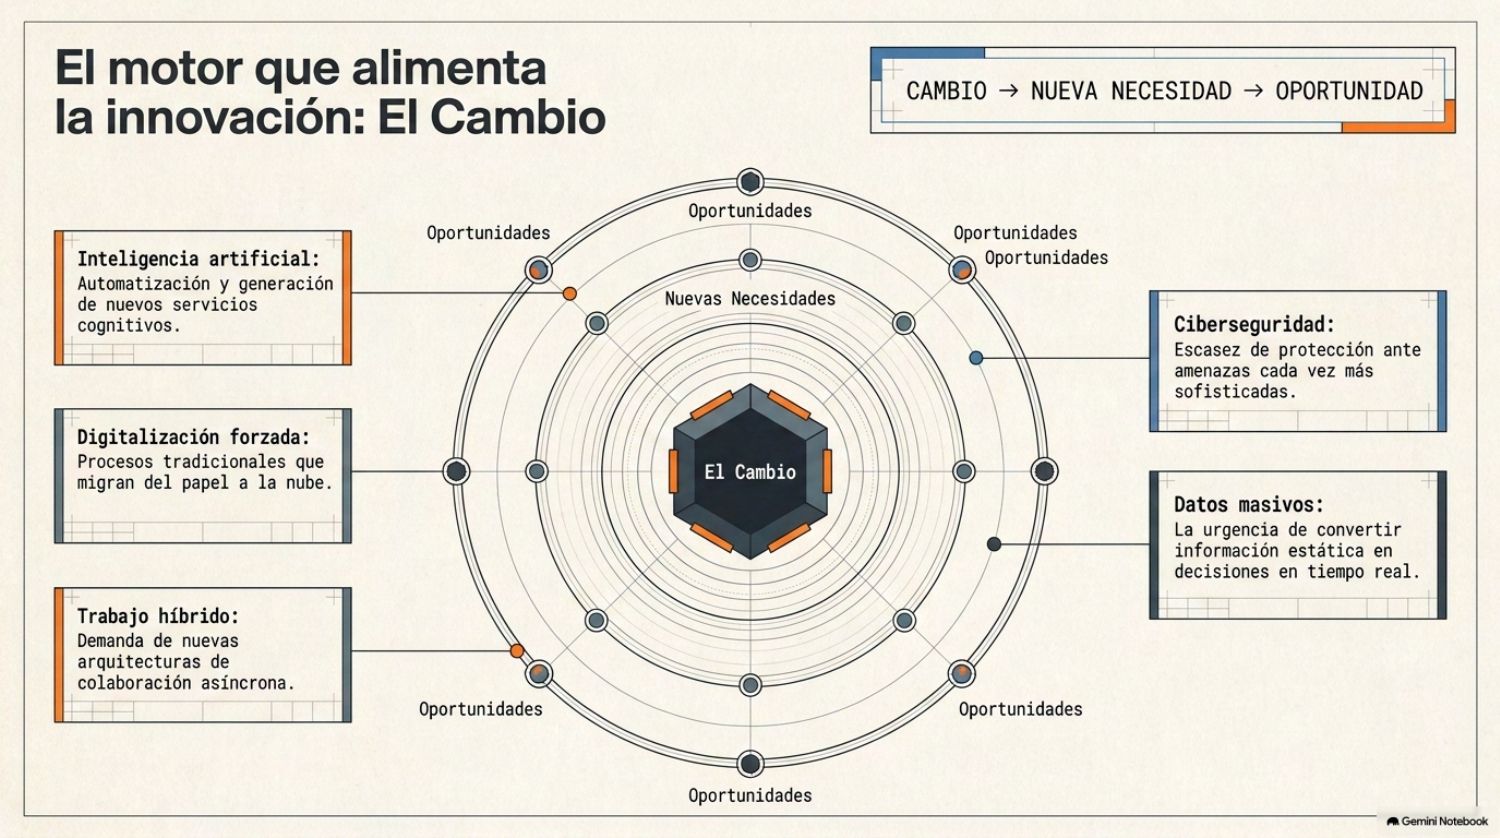 El motor que alimenta
la innovación: El Cambio
CAMBIO → NUEVA NECESIDAD → OPORTUNIDAD
Oportunidades
Oportunidades
Oportunidades
Oportunidades
Nuevas Necesidades
El Cambio
Inteligencia artificial:
Automatización y generación
de nuevos servicios
cognitivos.
Digitalización forzada:
Procesos tradicionales que
migran del papel a la nube.
Trabajo híbrido:
Demanda de nuevas
arquitecturas de
colaboración asíncrona.
Ciberseguridad:
Escasez de protección ante
amenazas cada vez más
sofisticadas.
Datos masivos:
La urgencia de convertir
información estática en
decisiones en tiempo real.
Oportunidades
Oportunidades
Oportunidades
Gemini Notebook